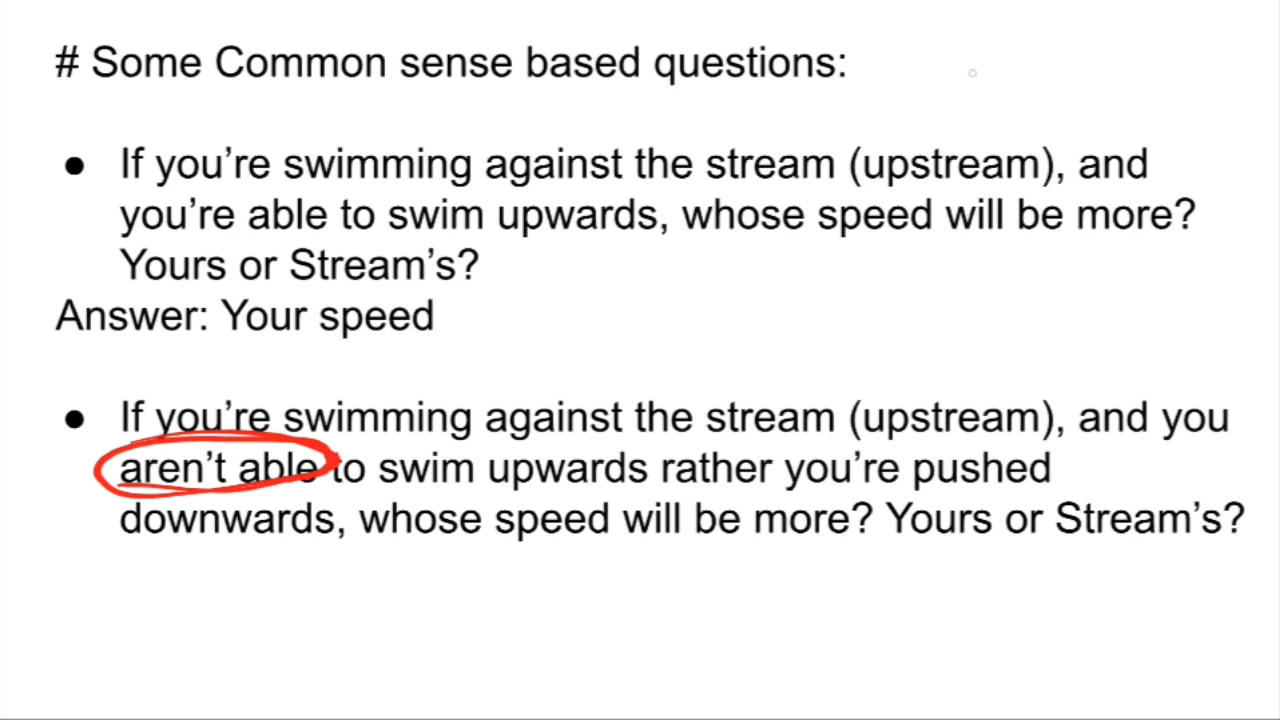 # Some Common sense based questions:
● If you’re swimming against the stream (upstream), and
you’re able to swim upwards, whose speed will be more?
Yours or Stream’s?
Answer: Your speed
● If you’re swimming against the stream (upstream), and you
aren’t able to swim upwards rather you’re pushed
downwards, whose speed will be more? Yours or Stream’s?